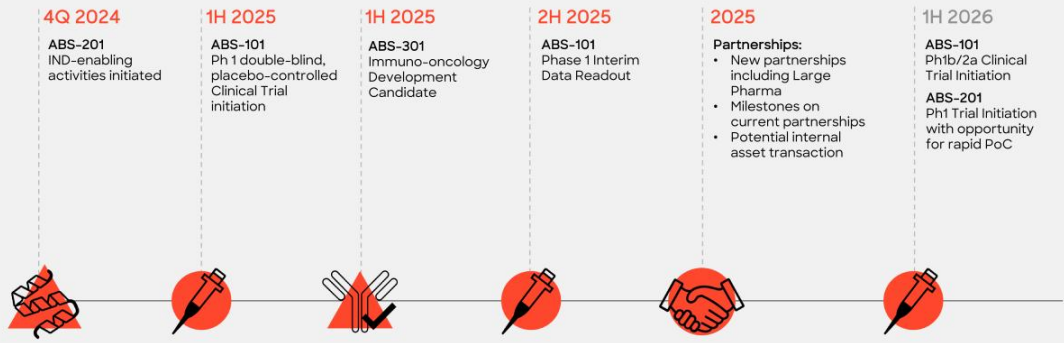 4Q 2024
ABS-201
IND-enabling
activities initiated
1H 2025
ABS-101
Ph 1 double-blind,
placebo-controlled
Clinical Trial
initiation
1H 2025
ABS-301
Immuno-oncology
Development
Candidate
2H 2025
ABS-101
Phase 1 Interim
Data Readout
2025
Partnerships:
• New partnerships
including Large
Pharma
• Milestones on
current partnerships
• Potential internal
asset transaction
1H 2026
ABS-101
Ph1b/2a Clinical
Trial Initiation
ABS-201
Ph1 Trial Initiation
with opportunity
for rapid PoC